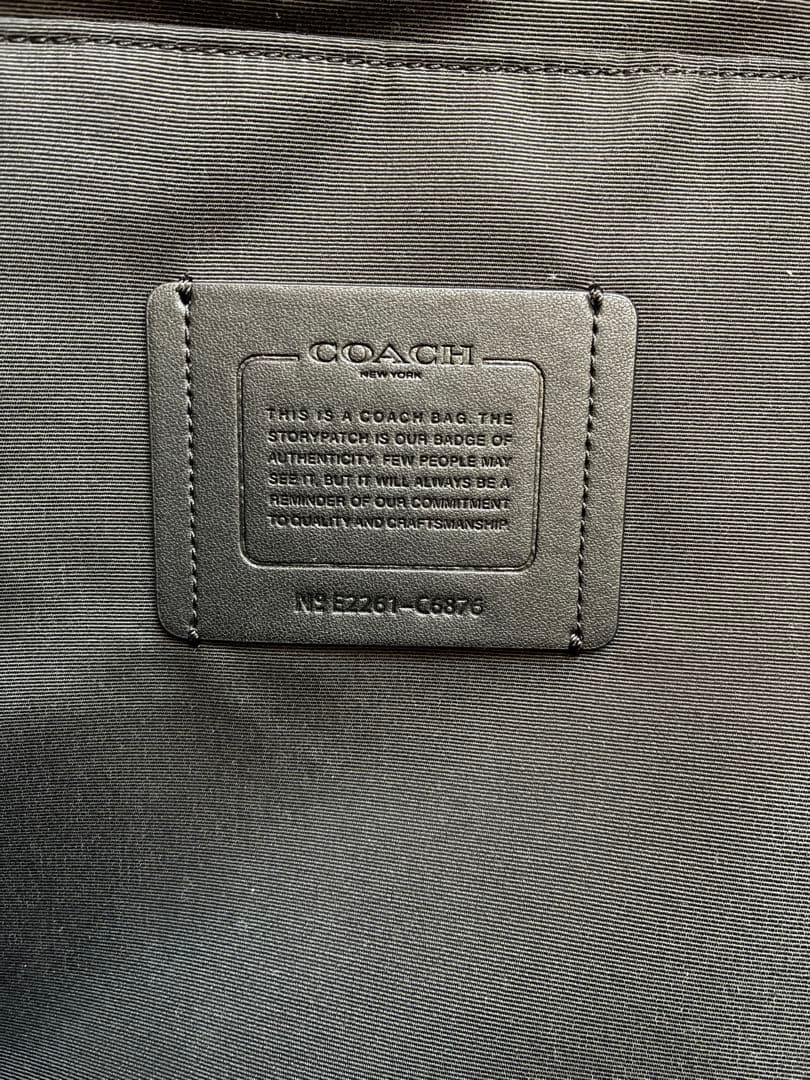 COACH
NEW YORK
THIS IS A COACH BAG. THE
STORYPATCH IS OUR BADGE OF
AUTHENTICITY. FEW PEOPLE MAY
SEE IT, BUT IT WILL ALWAYS BE A
REMINDER OF OUR COMMITMENT
TO QUALITY AND CRAFTSMANSHIP.
Nº E2261-C6876